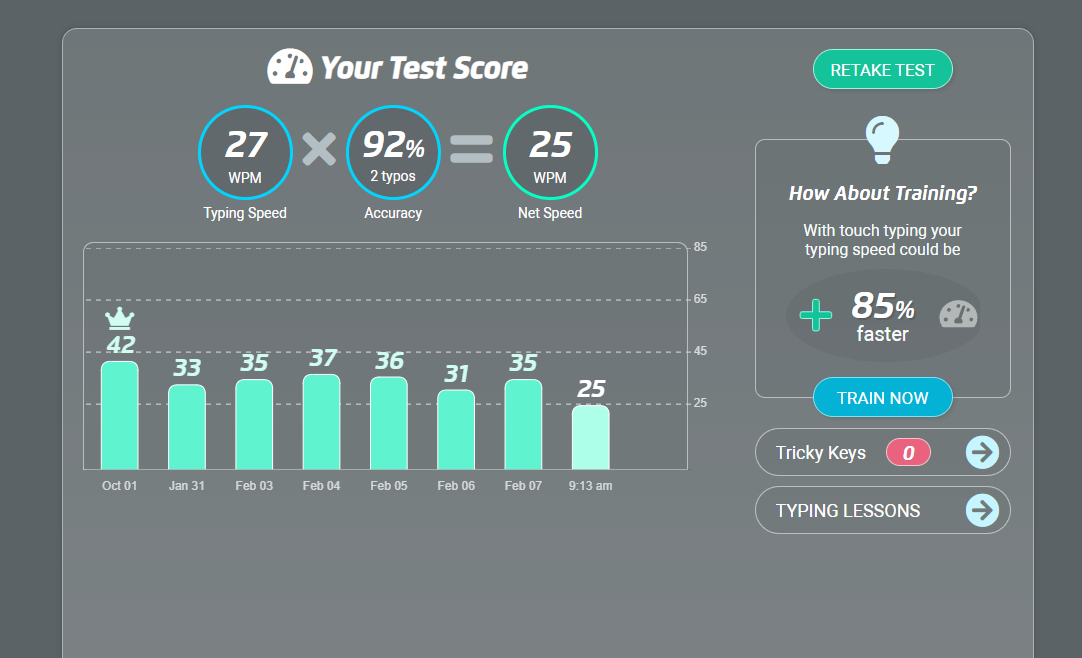 Your Test Score
RETAKE TEST
27
WPM
Typing Speed
92%
2 typos
Accuracy
25
WPM
Net Speed
How About Training?
With touch typing your
typing speed could be
85%
faster
TRAIN NOW
Tricky Keys 0
TYPING LESSONS
85
65
45
25
42 33 35 37 36 31 35 25
Oct 01 Jan 31 Feb 03 Feb 04 Feb 05 Feb 06 Feb 07 9:13 am